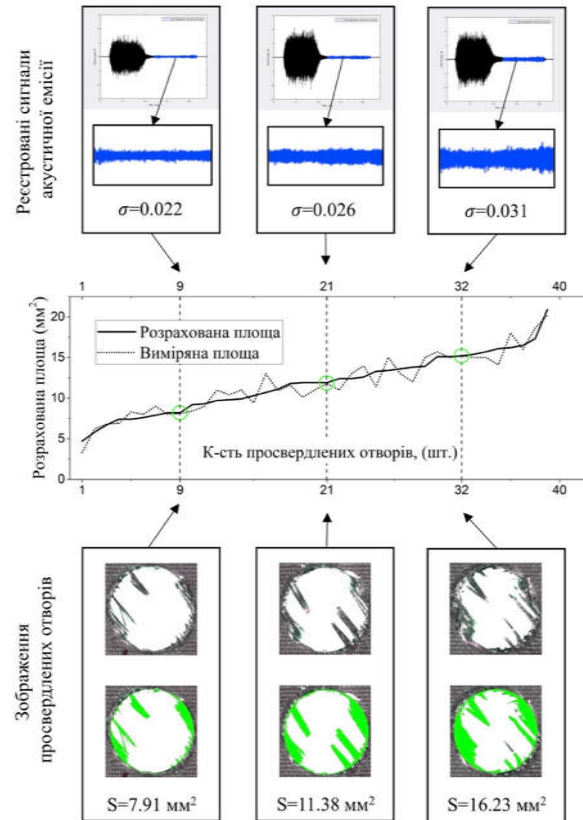 Реєстровані сигнали
акустичної емісії
σ=0.022
σ=0.026
σ=0.031
1 9 21 32 40
Розрахована площа (мм²)
20
15
10
5
0
Розрахована площа
Виміряна площа
К-сть просвердлених отворів, (шт.)
1 9 21 32 40
Зображення
просвердлених отворів
S=7.91 мм²
S=11.38 мм²
S=16.23 мм²